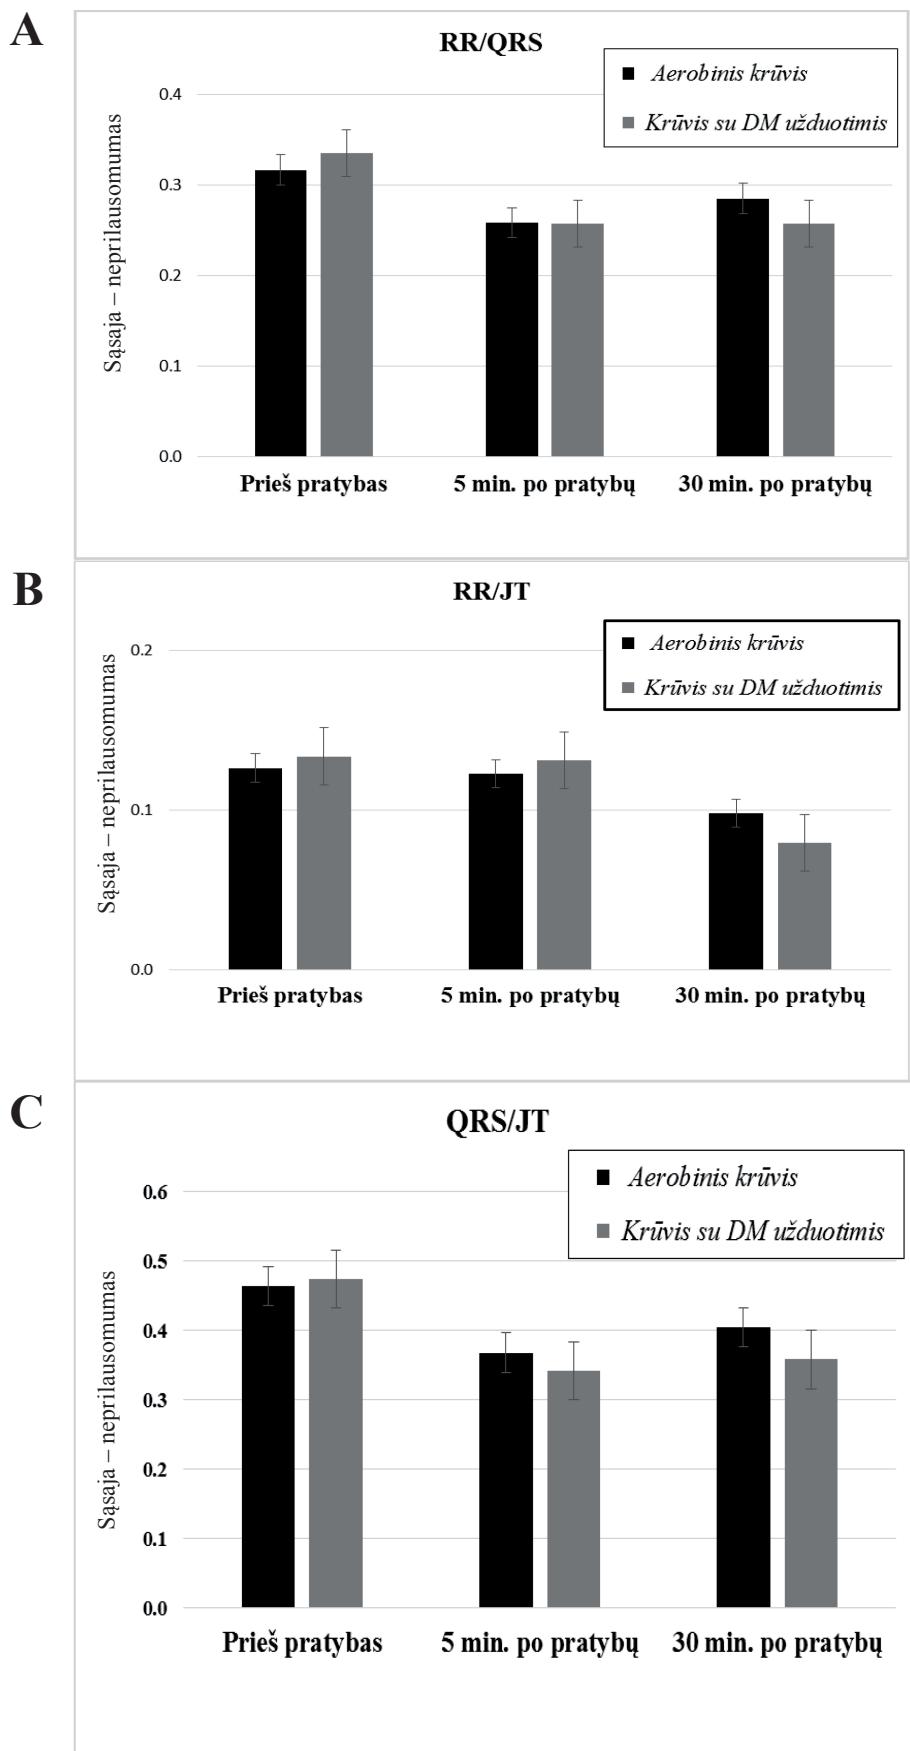 A
RR/QRS
Aerobinis krūvis
Krūvis su DM užduotimis
Sąsaja – neprilausomumas
0.4
0.3
0.2
0.1
0.0
Prieš pratybas
5 min. po pratybų
30 min. po pratybų
B
RR/JT
Aerobinis krūvis
Krūvis su DM užduotimis
Sąsaja – neprilausomumas
0.2
0.1
0.0
Prieš pratybas
5 min. po pratybų
30 min. po pratybų
C
QRS/JT
Aerobinis krūvis
Krūvis su DM užduotimis
Sąsaja – neprilausomumas
0.6
0.5
0.4
0.3
0.2
0.1
0.0
Prieš pratybas
5 min. po pratybų
30 min. po pratybų